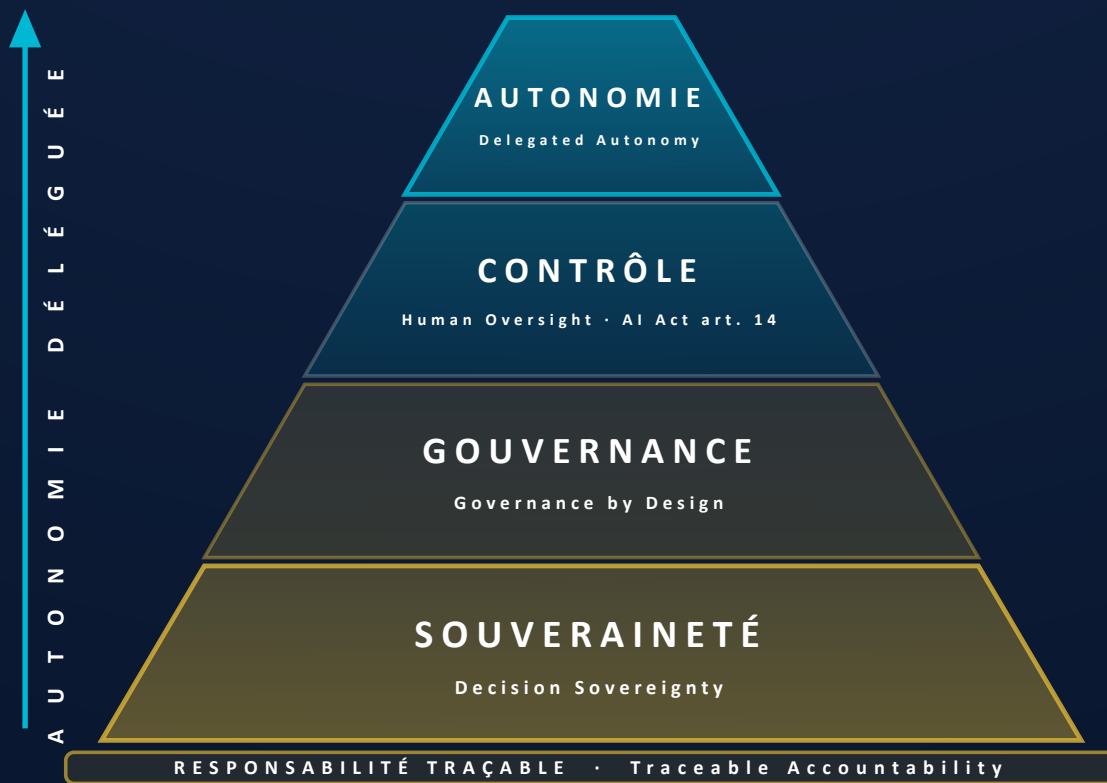 AUTONOMIE DÉLÉGUÉE
AUTONOMIE
Delegated Autonomy
CONTRÔLE
Human Oversight · AI Act art. 14
GOUVERNANCE
Governance by Design
SOUVERAINETÉ
Decision Sovereignty
RESPONSABILITÉ TRAÇABLE · Traceable Accountability